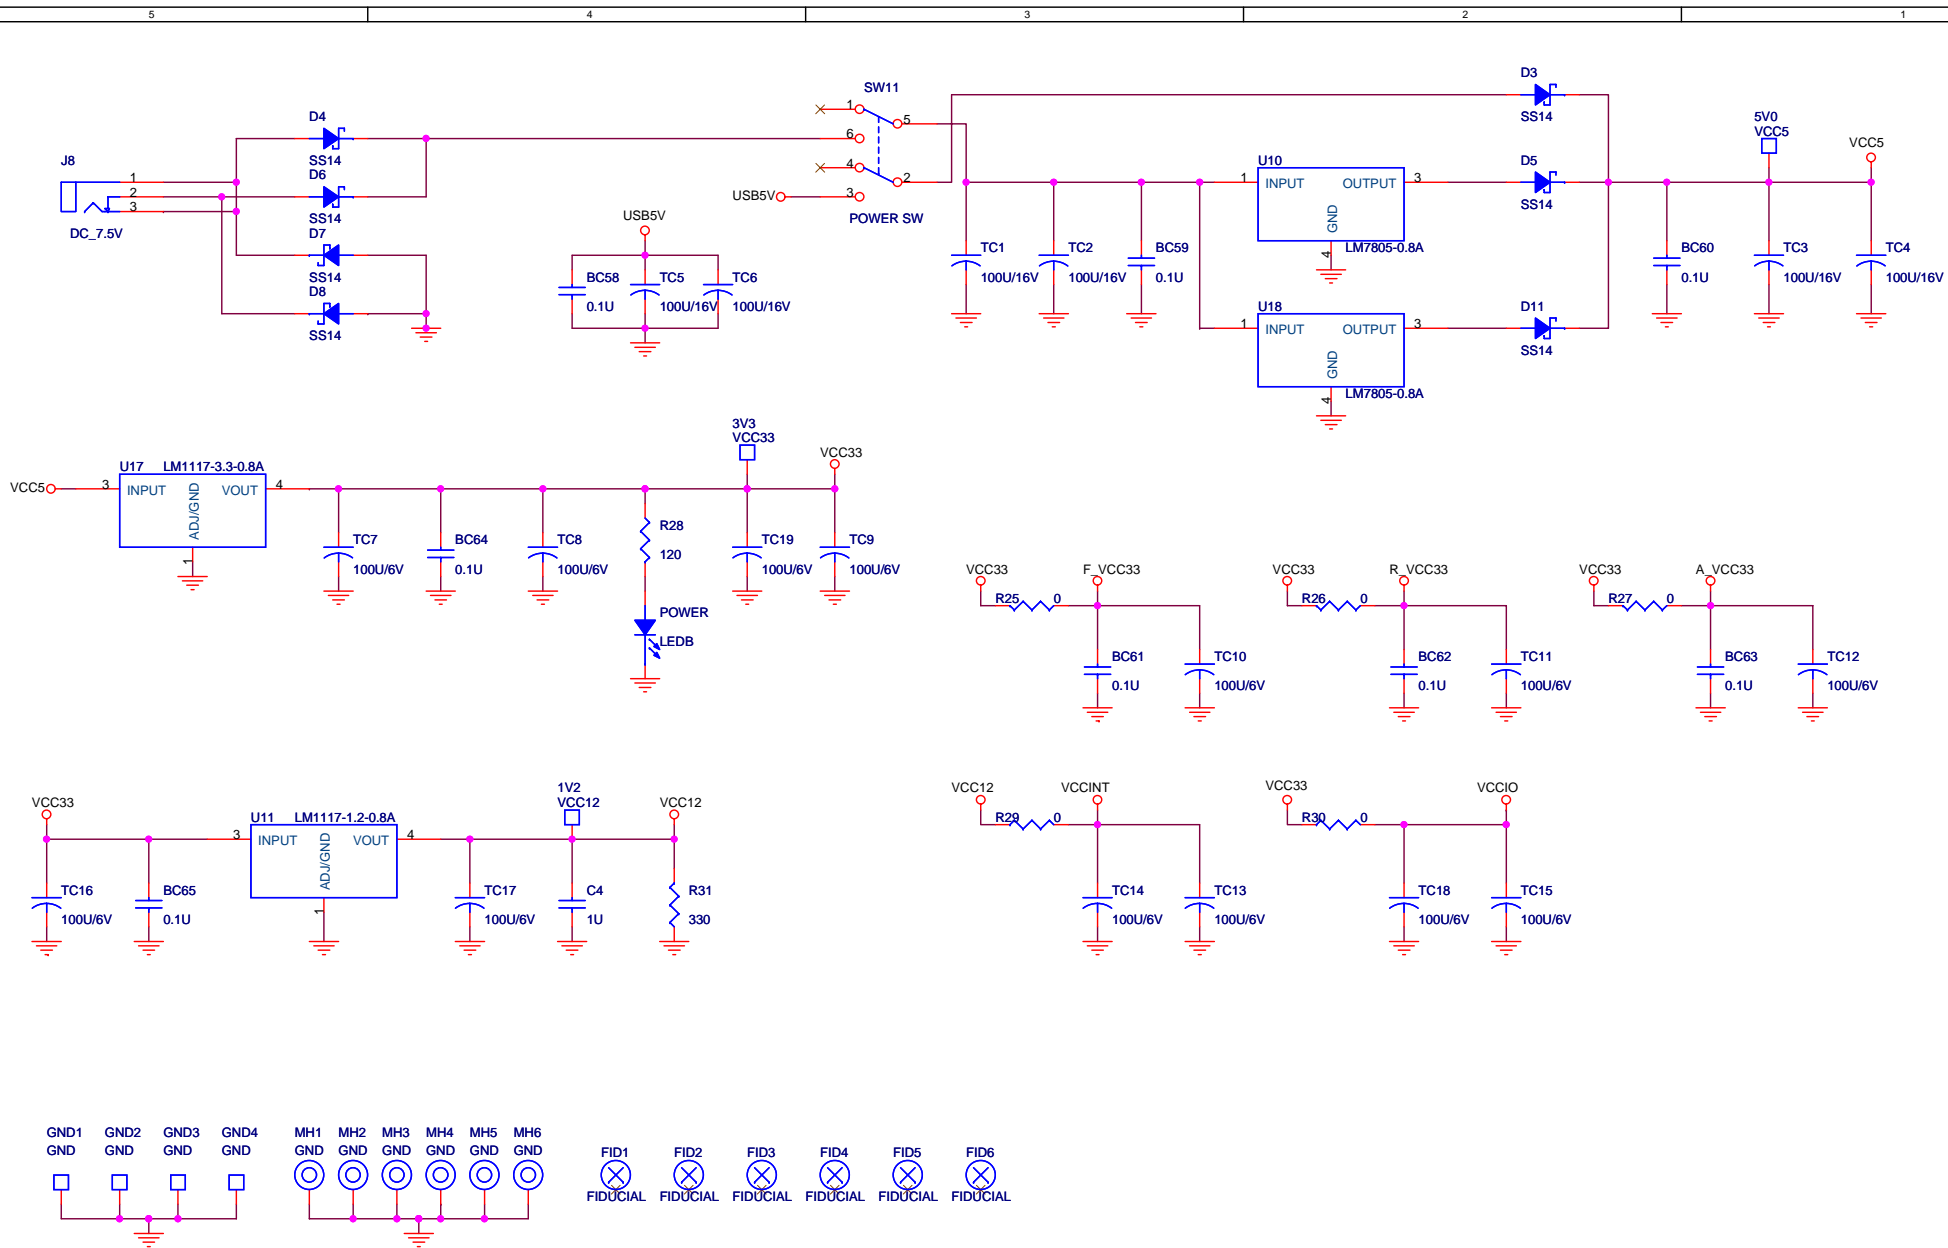 5 4 3 2 1
SW11
D3
SS14
D4
SS14
D6
SS14
D7
SS14
D8
SS14
J8
1
2
3
DC_7.5V
1
6
4
3
5
2
USB5V
POWER SW
USB5V
BC58
0.1U
TC5
100U/16V
TC6
100U/16V
TC1
100U/16V
TC2
100U/16V
BC59
0.1U
U10
1 INPUT OUTPUT 3
GND
4
LM7805-0.8A
U18
1 INPUT OUTPUT 3
GND
4
LM7805-0.8A
D5
SS14
D11
SS14
5V0
VCC5
VCC5
BC60
0.1U
TC3
100U/16V
TC4
100U/16V
U17 LM1117-3.3-0.8A
VCC5 3 INPUT VOUT 4
ADJ/GND
1
3V3
VCC33
VCC33
TC7
100U/6V
BC64
0.1U
TC8
100U/6V
R28
120
POWER
LEDB
TC19
100U/6V
TC9
100U/6V
VCC33 F_VCC33
R25 0
BC61
0.1U
TC10
100U/6V
VCC33 R_VCC33
R26 0
BC62
0.1U
TC11
100U/6V
VCC33 A_VCC33
R27 0
BC63
0.1U
TC12
100U/6V
VCC33
U11 LM1117-1.2-0.8A
3 INPUT VOUT 4
ADJ/GND
1
TC16
100U/6V
BC65
0.1U
1V2
VCC12
VCC12
TC17
100U/6V
C4
1U
R31
330
VCC12 VCCINT
R29 0
TC14
100U/6V
TC13
100U/6V
VCC33 VCCIO
R30 0
TC18
100U/6V
TC15
100U/6V
GND1 GND2 GND3 GND4
GND GND GND GND
MH1 MH2 MH3 MH4 MH5 MH6
GND GND GND GND GND GND
FID1 FID2 FID3 FID4 FID5 FID6
FIDUCIAL FIDUCIAL FIDUCIAL FIDUCIAL FIDUCIAL FIDUCIAL